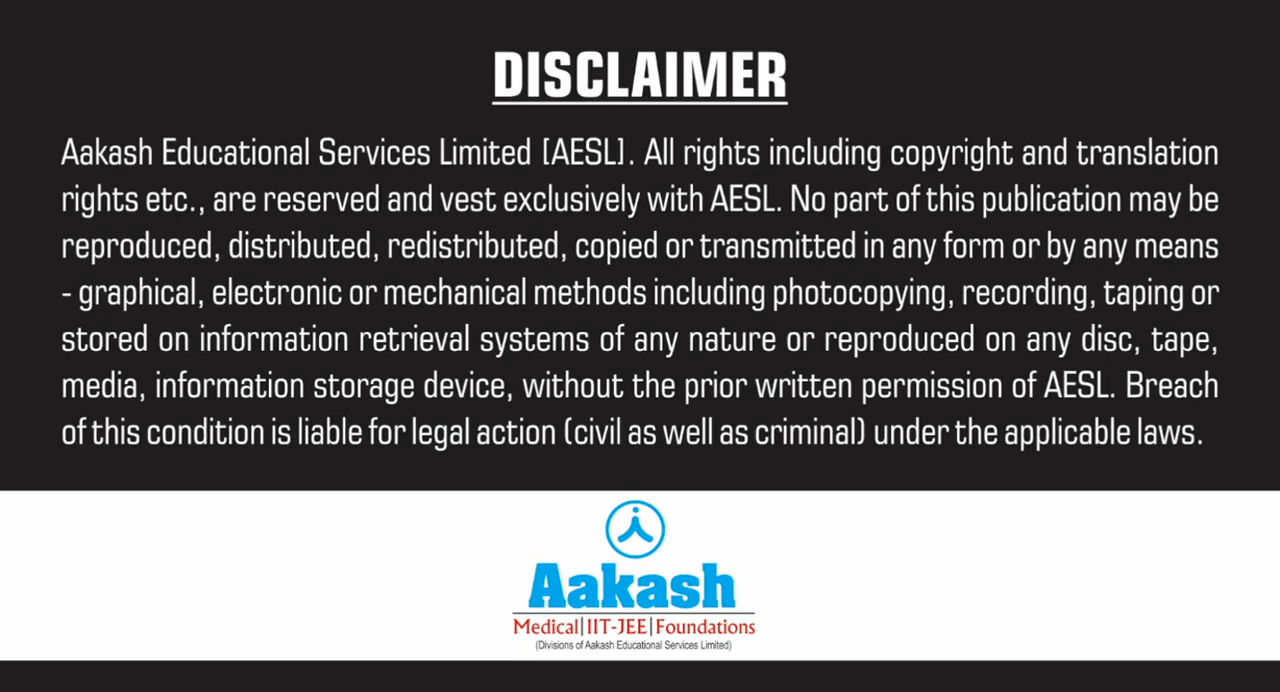 DISCLAIMER
Aakash Educational Services Limited [AESL]. All rights including copyright and translation
rights etc., are reserved and vest exclusively with AESL. No part of this publication may be
reproduced, distributed, redistributed, copied or transmitted in any form or by any means
- graphical, electronic or mechanical methods including photocopying, recording, taping or
stored on information retrieval systems of any nature or reproduced on any disc, tape,
media, information storage device, without the prior written permission of AESL. Breach
of this condition is liable for legal action (civil as well as criminal) under the applicable laws.
Aakash
Medical|IIT-JEE|Foundations
(Divisions of Aakash Educational Services Limited)